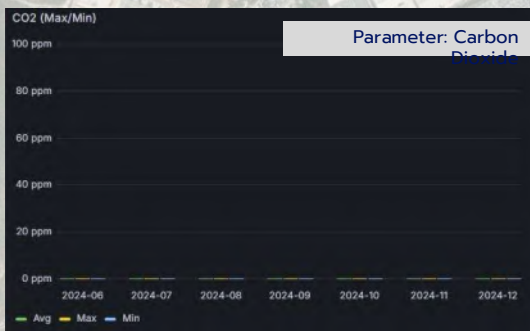 CO2 (Max/Min)
Parameter: Carbon
Dioxide
100 ppm
80 ppm
60 ppm
40 ppm
20 ppm
0 ppm
2024-06 2024-07 2024-08 2024-09 2024-10 2024-11 2024-12
Avg Max Min